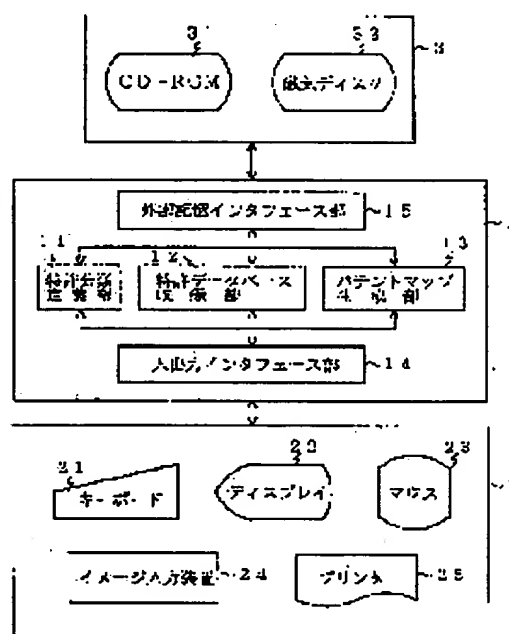 3 32
3
CD-ROM 磁気ディスク
外部記憶インタフェース部 15
11 12 13
データベース
パテントマップ
生成部
入出力インタフェース部 14
21 22 23
キーボード ディスプレイ マウス
イメージ入力装置 24 プリンタ 25